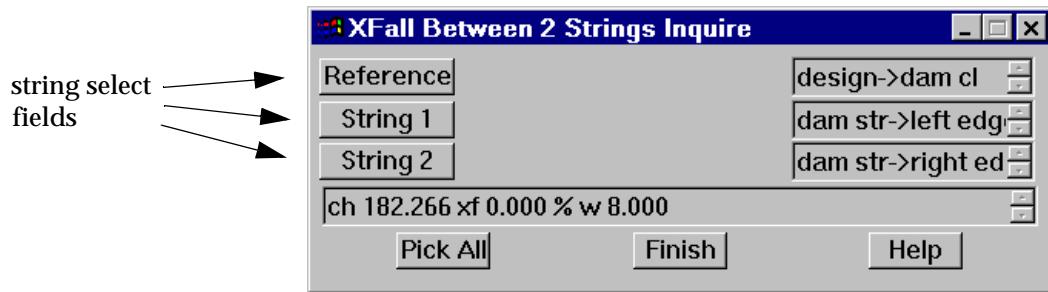 XFall Between 2 Strings Inquire
string select
fields
Reference
design->dam cl
String 1
dam str->left edg
String 2
dam str->right ed
ch 182.266 xf 0.000 % w 8.000
Pick All
Finish
Help